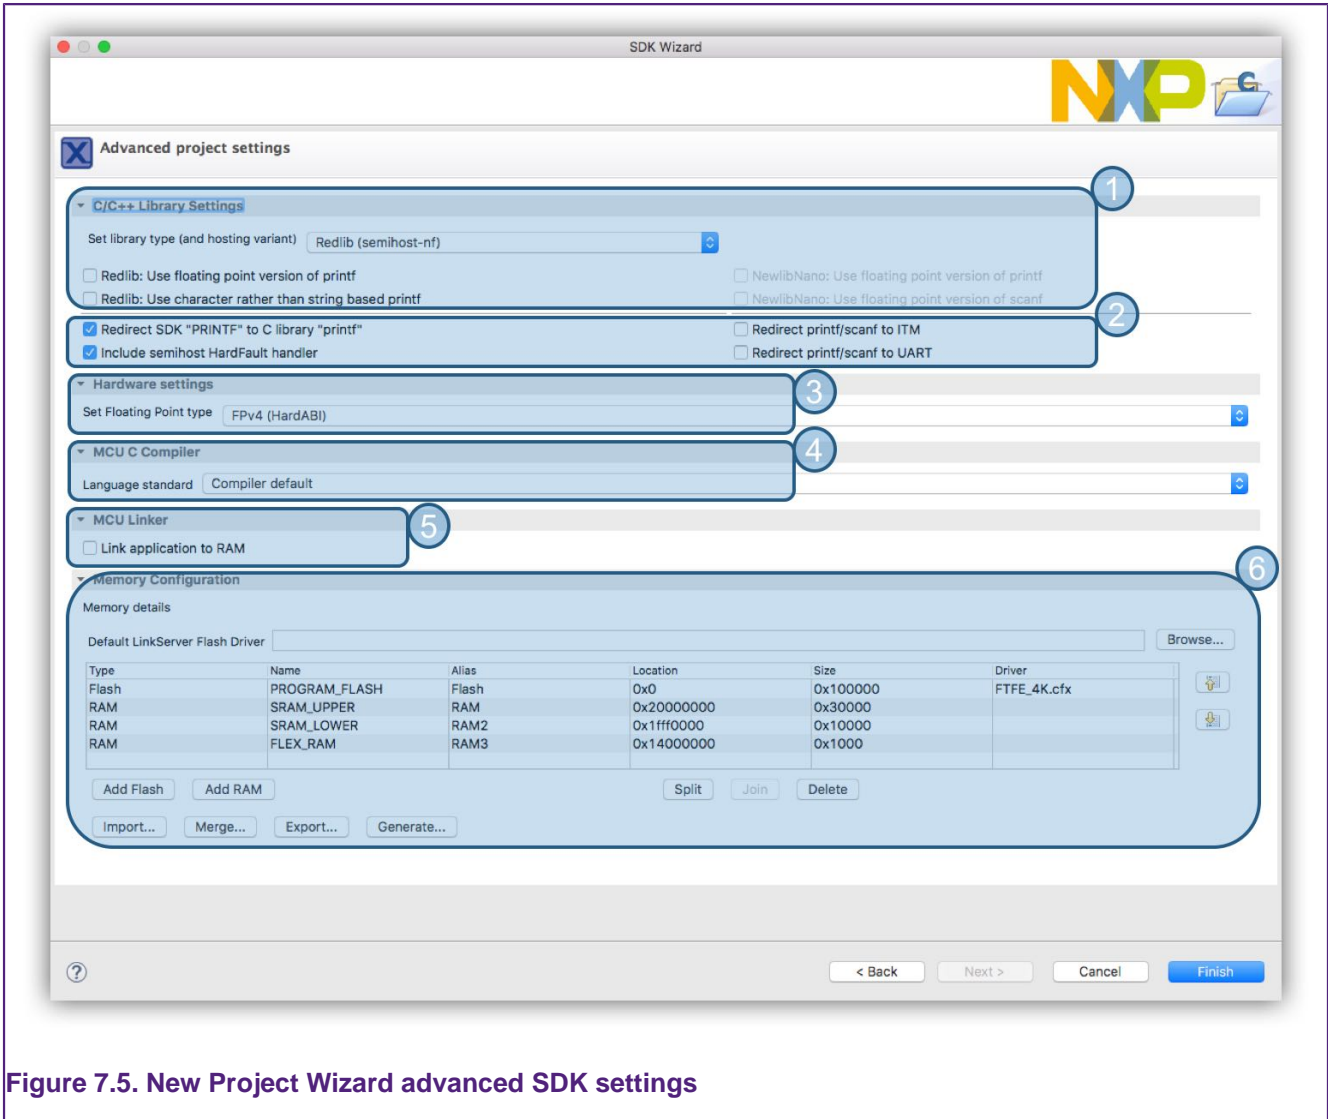 SDK Wizard
NXP
C
X
Advanced project settings
1
C/C++ Library Settings
Set library type (and hosting variant) Redlib (semihost-nf)
Redlib: Use floating point version of printf NewlibNano: Use floating point version of printf
Redlib: Use character rather than string based printf NewlibNano: Use floating point version of scanf
2
Redirect SDK "PRINTF" to C library "printf" Redirect printf/scanf to ITM
Include semihost HardFault handler Redirect printf/scanf to UART
Hardware settings 3
Set Floating Point type FPv4 (HardABI)
MCU C Compiler 4
Language standard Compiler default
MCU Linker 5
Link application to RAM
6
Memory Configuration
Memory details
Default LinkServer Flash Driver Browse...
Type Name Alias Location Size Driver
Flash PROGRAM_FLASH Flash 0x0 0x100000 FTFE_4K.cfx
RAM SRAM_UPPER RAM 0x20000000 0x30000
RAM SRAM_LOWER RAM2 0x1fff0000 0x10000
RAM FLEX_RAM RAM3 0x14000000 0x1000
Add Flash Add RAM Split Join Delete
Import... Merge... Export... Generate...
? < Back Next > Cancel Finish
Figure 7.5. New Project Wizard advanced SDK settings